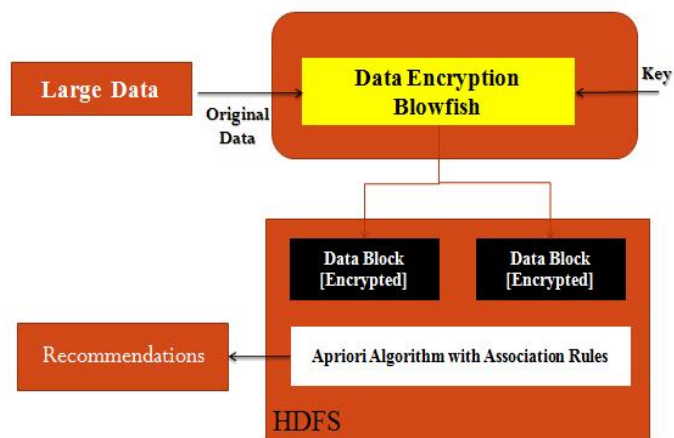 Large Data
Original
Data
Data Encryption
Blowfish
Key
Data Block
[Encrypted]
Data Block
[Encrypted]
Recommendations
Apriori Algorithm with Association Rules
HDFS